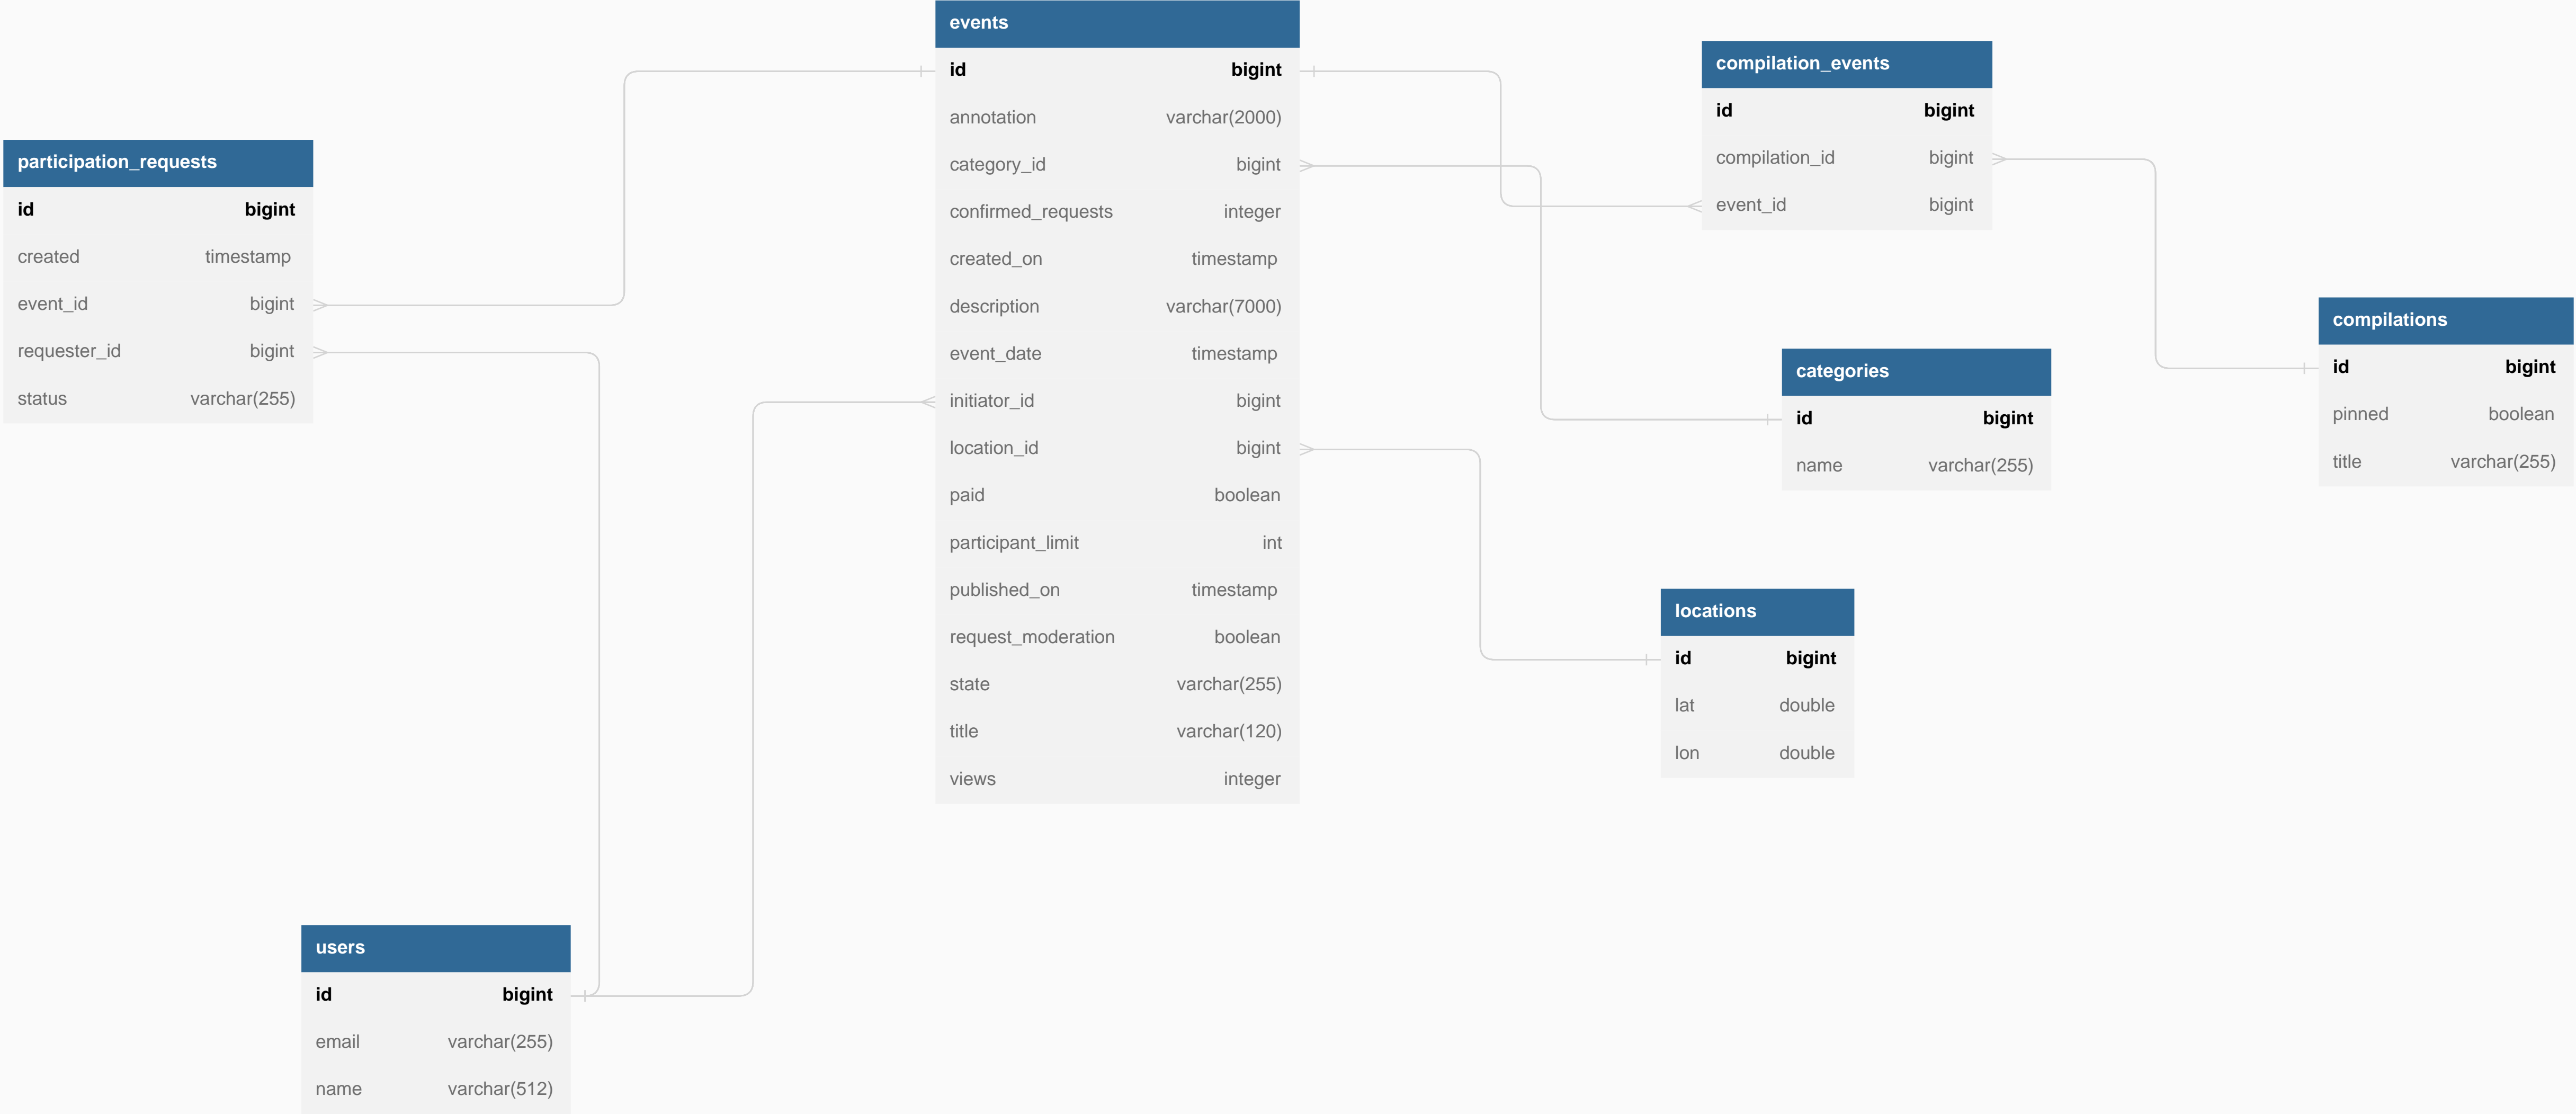 participation_requests
id bigint
created timestamp
event_id bigint
requester_id bigint
status varchar(255)
users
id bigint
email varchar(255)
name varchar(512)
events
id bigint
annotation varchar(2000)
category_id bigint
confirmed_requests integer
created_on timestamp
description varchar(7000)
event_date timestamp
initiator_id bigint
location_id bigint
paid boolean
participant_limit int
published_on timestamp
request_moderation boolean
state varchar(255)
title varchar(120)
views integer
compilation_events
id bigint
compilation_id bigint
event_id bigint
categories
id bigint
name varchar(255)
locations
id bigint
lat double
lon double
compilations
id bigint
pinned boolean
title varchar(255)